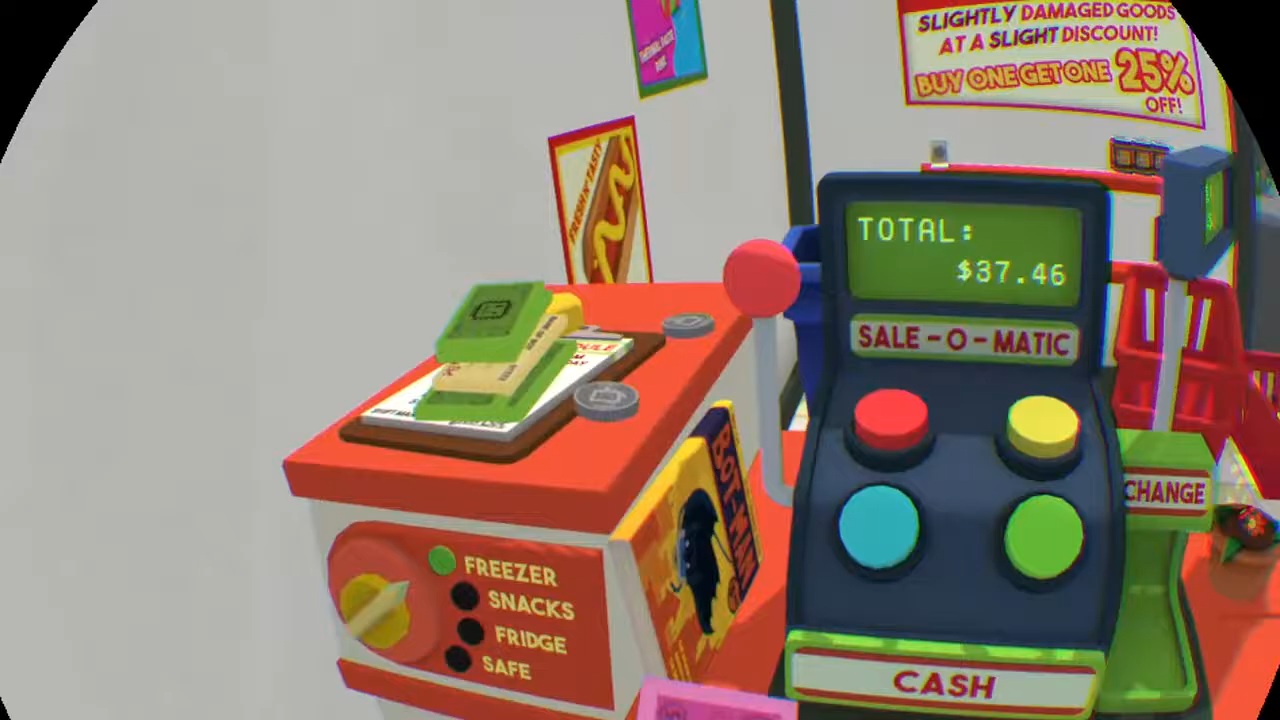 SLIGHTLY DAMAGED GOODS
AT A SLIGHT DISCOUNT!
BUY ONE GET ONE 25%
OFF!
FRESH N' TASTY
TOTAL:
$37.46
SALE-O-MATIC
CHANGE
BOT-MAN
FREEZER
SNACKS
FRIDGE
SAFE
CASH